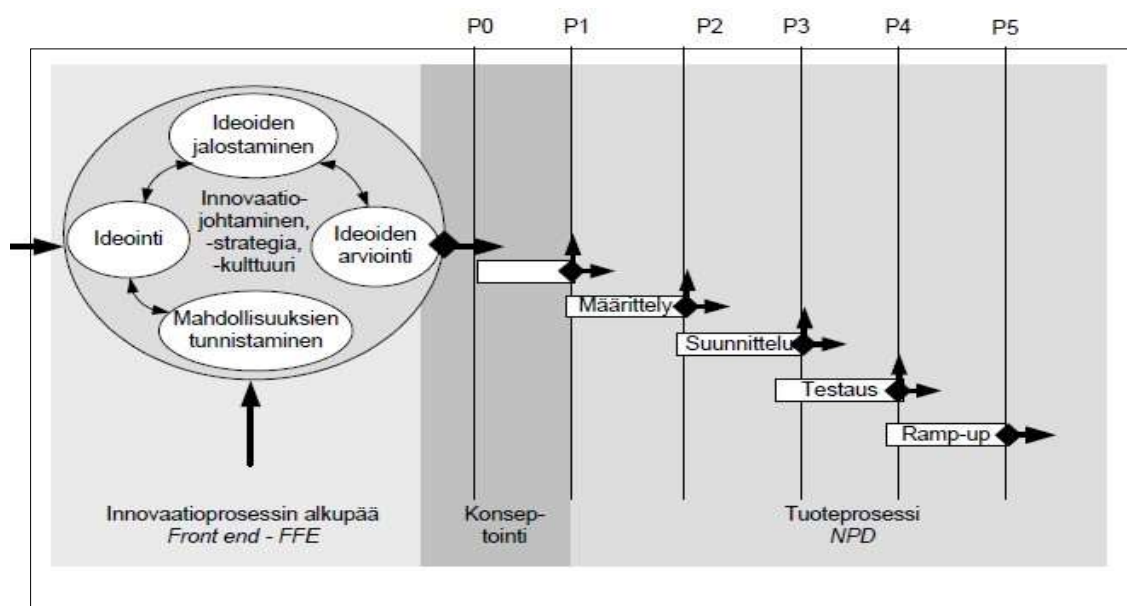 P0 P1 P2 P3 P4 P5
Ideoiden
jalostaminen
Innovaatio-
johtaminen,
-strategia,
-kulttuuri
Ideointi
Ideoiden
arviointi
Mahdollisuuksien
tunnistaminen
Määrittely
Suunnittelu
Testaus
Ramp-up
Innovaatioprosessin alkupää
Front end - FFE
Konsep-
tointi
Tuoteprosessi
NPD